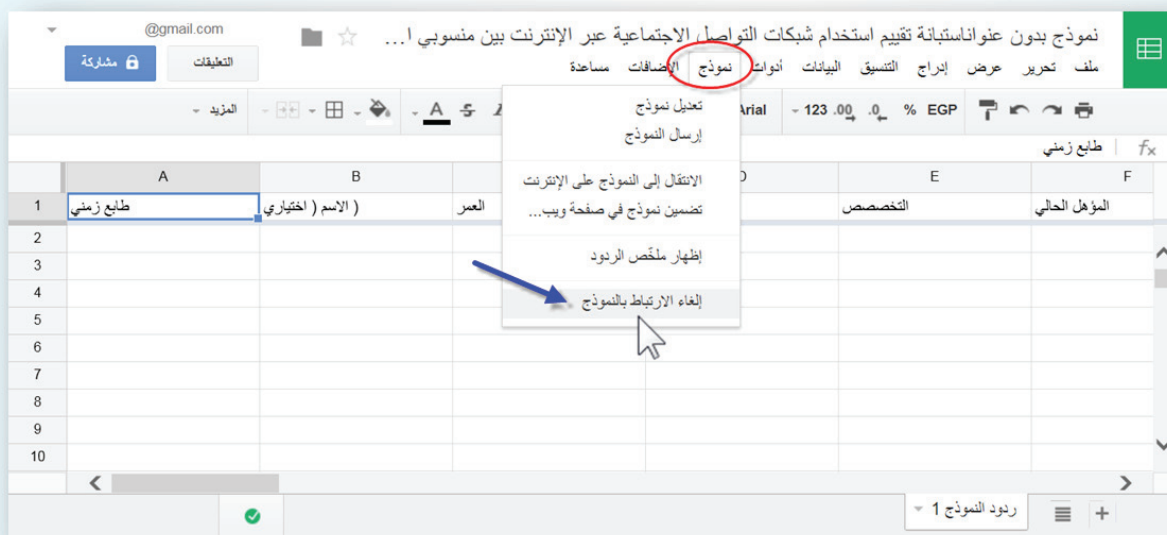 @gmail.com
نموذج بدون عنواناستبانة تقييم استخدام شبكات التواصل الاجتماعية عبر الإنترنت بين منسوبي ا...
ملف تحرير عرض إدراج التنسيق البيانات أدوات نموذج الإضافات مساعدة
التعليقات
مشاركة
EGP % .0 .00 123 Arial
A
المزيد
fx طابع زمني
تعديل نموذج
إرسال النموذج
الانتقال إلى النموذج على الإنترنت
تضمين نموذج في صفحة ويب...
إظهار ملخّص الردود
إلغاء الارتباط بالنموذج
A B D E F
1 طابع زمني الاسم ( اختياري ) العمر التخصصص المؤهل الحالي
2
3
4
5
6
7
8
9
10
ردود النموذج 1